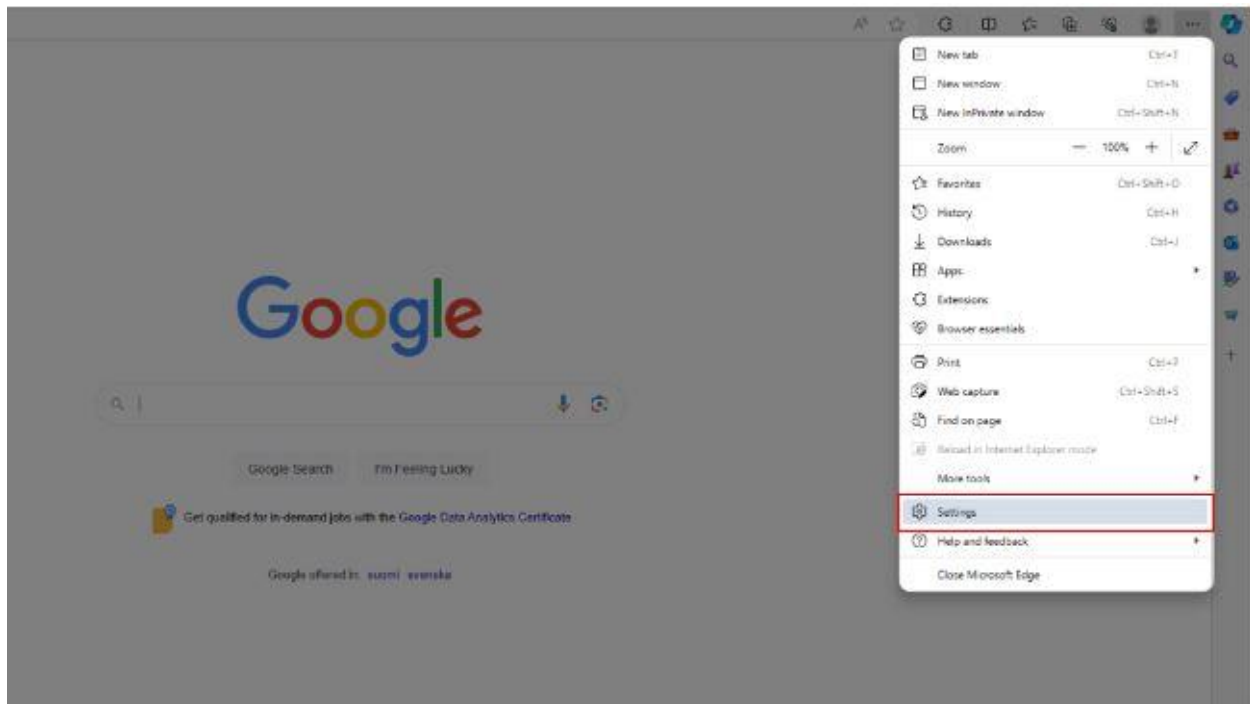 New tab Ctrl+T
New window Ctrl+N
New InPrivate window Ctrl+Shift+N
Zoom 100%
Favorites Ctrl+Shift+O
History Ctrl+H
Downloads Ctrl+J
Apps
Extensions
Browser essentials
Print Ctrl+P
Web capture Ctrl+Shift+S
Find on page Ctrl+F
Reload in Internet Explorer mode
More tools
Settings
Help and feedback
Close Microsoft Edge
Google
Google Search I'm Feeling Lucky
Get qualified for in-demand jobs with the Google Data Analytics Certificate
Google offered in: suomi svenska